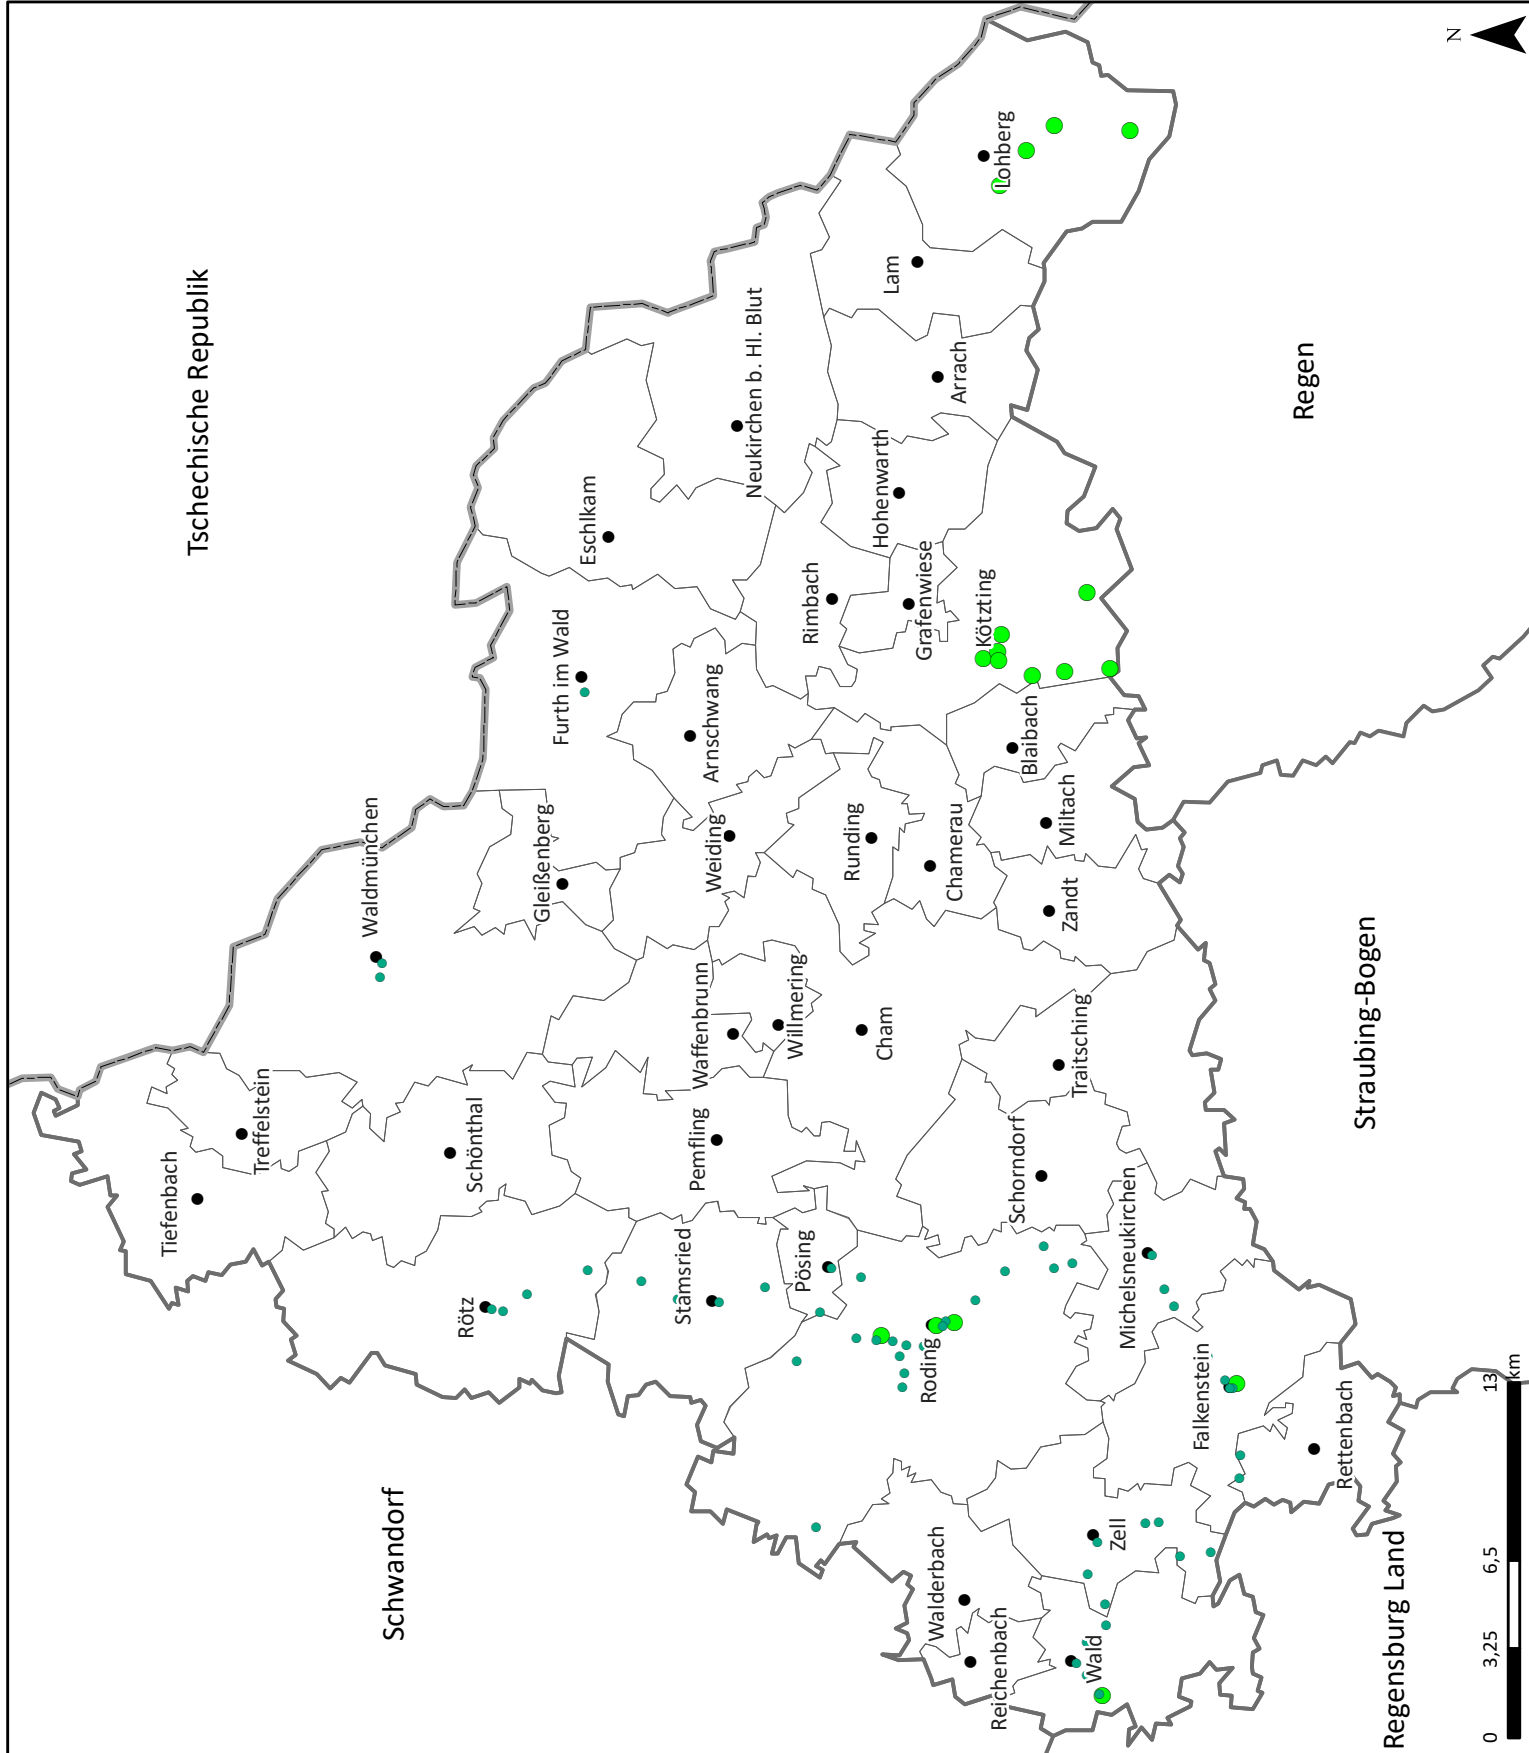 Tschechische Republik
Schwandorf
Regen
Straubing-Bogen
Regensburg Land
Tiefenbach
Treffelstein
Waldmünchen
Schönthal
Rötz
Gleißenberg
Furth im Wald
Eschlkam
Neukirchen b. Hl. Blut
Arnschwang
Weiding
Waffenbrunn
Willmering
Pemfling
Stamsried
Pösing
Cham
Runding
Chamerau
Rimbach
Grafenwiese
Hohenwarth
Arrach
Lam
Lohberg
Kötzting
Blaibach
Miltach
Zandt
Traitsching
Schorndorf
Michelsneukirchen
Roding
Falkenstein
Rettenbach
Zell
Walderbach
Reichenbach
Wald
N
0 3,25 6,5 13
km